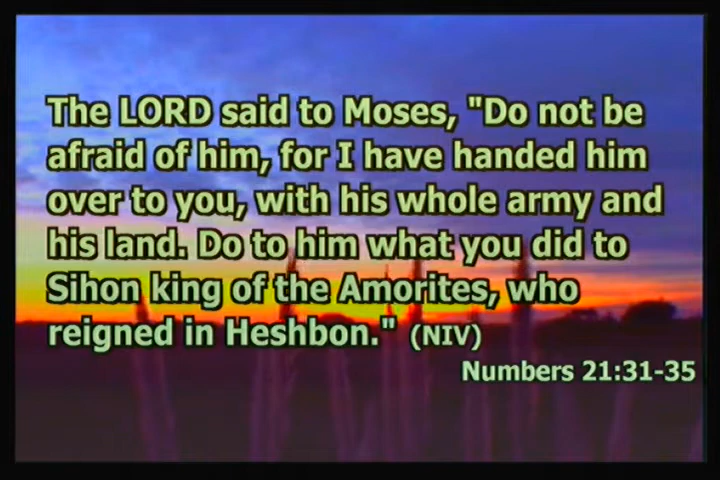 The LORD said to Moses, "Do not be
afraid of him, for I have handed him
over to you, with his whole army and
his land. Do to him what you did to
Sihon king of the Amorites, who
reigned in Heshbon." (NIV)
Numbers 21:31-35